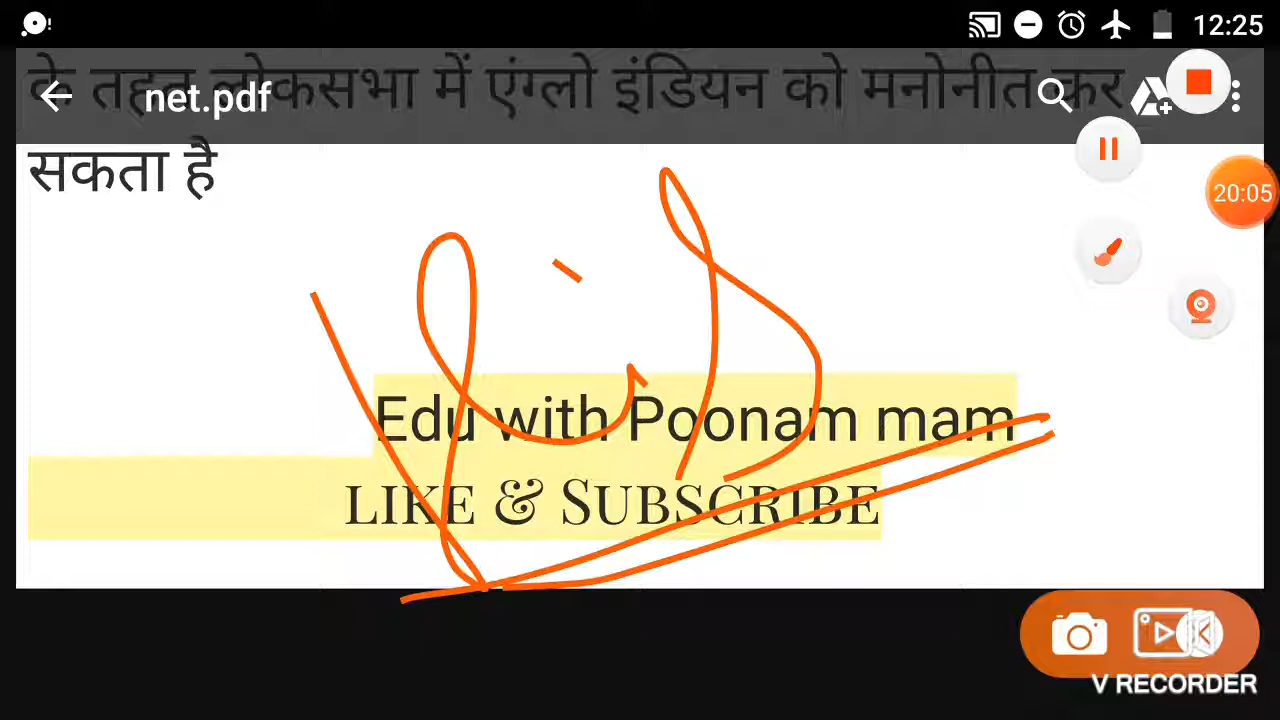 12:25
के तहत लोकसभा में एंग्लो इंडियन को मनोनीत कर
net.pdf
सकता है
20:05
Edu with Poonam mam
LIKE & SUBSCRIBE
V RECORDER